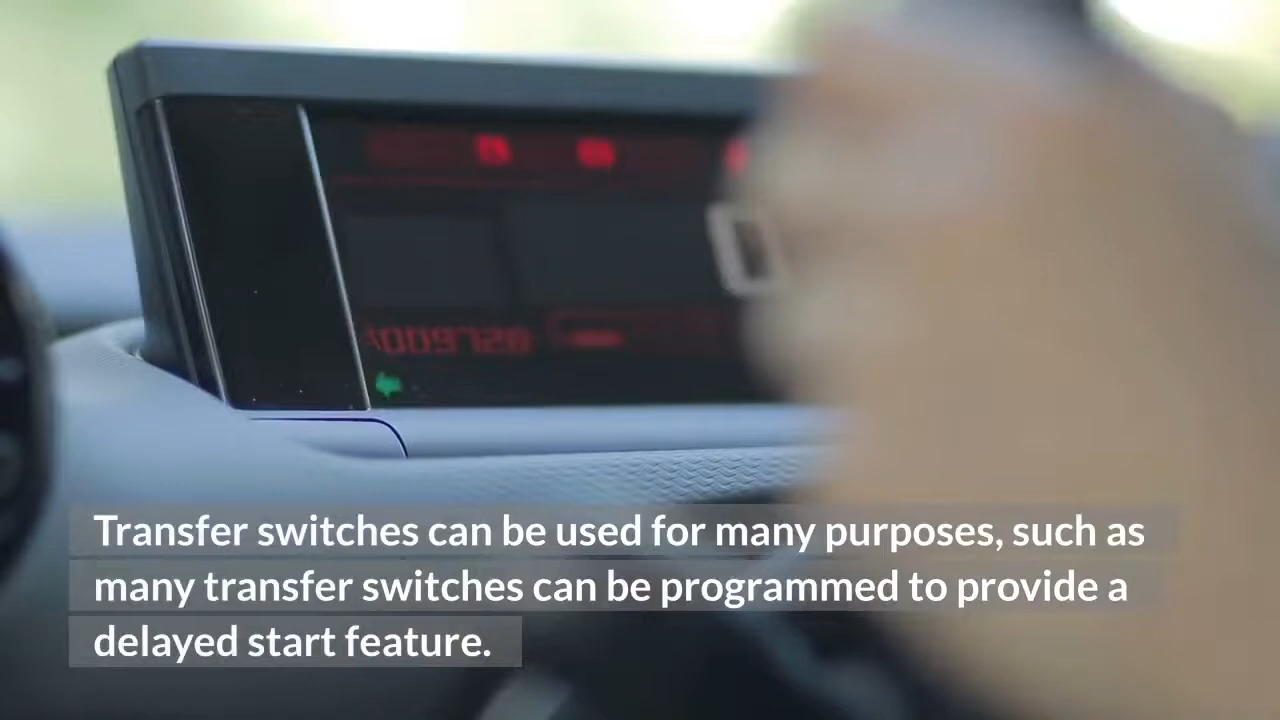 009728
Transfer switches can be used for many purposes, such as
many transfer switches can be programmed to provide a
delayed start feature.